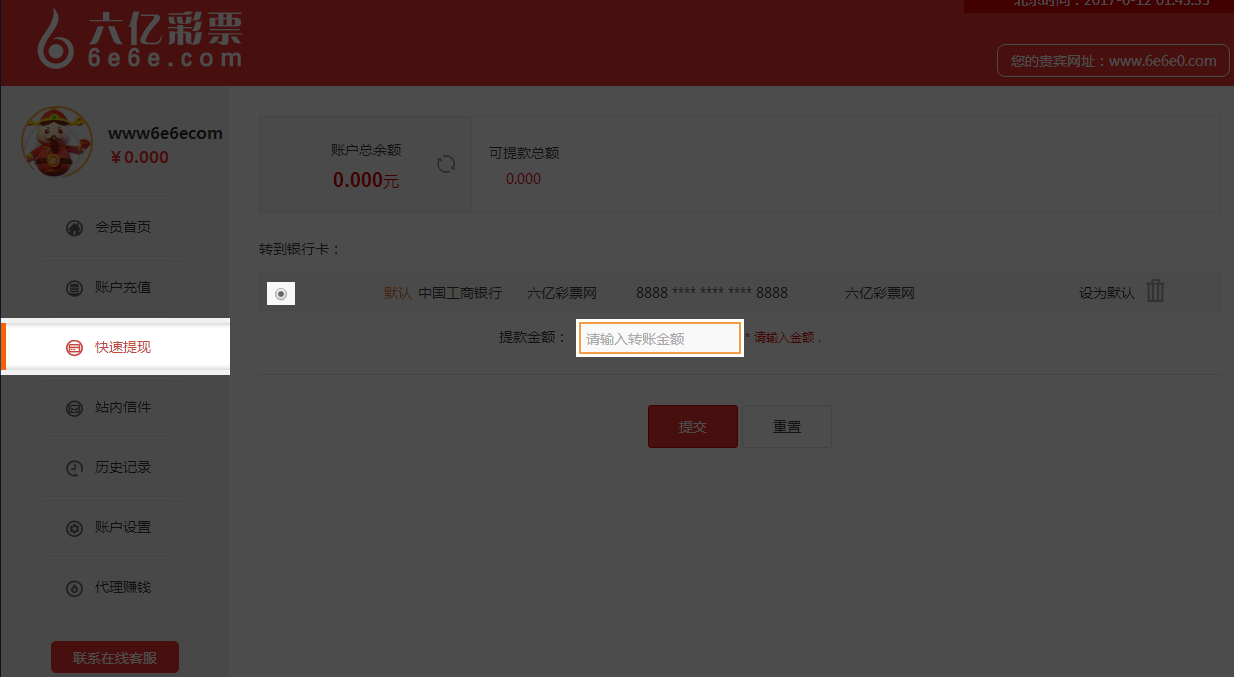 北京时间：2017-6-12 01:43:35
六亿彩票
6e6e.com
您的贵宾网址：www.6e6e0.com
www6e6ecom
￥0.000
账户总余额
0.000元
可提款总额
0.000
会员首页
账户充值
快速提现
站内信件
历史记录
账户设置
代理赚钱
联系在线客服
转到银行卡：
默认 中国工商银行 六亿彩票网 8888 **** **** **** 8888 六亿彩票网 设为默认
提款金额： 请输入转账金额 * 请输入金额，
提交 重置